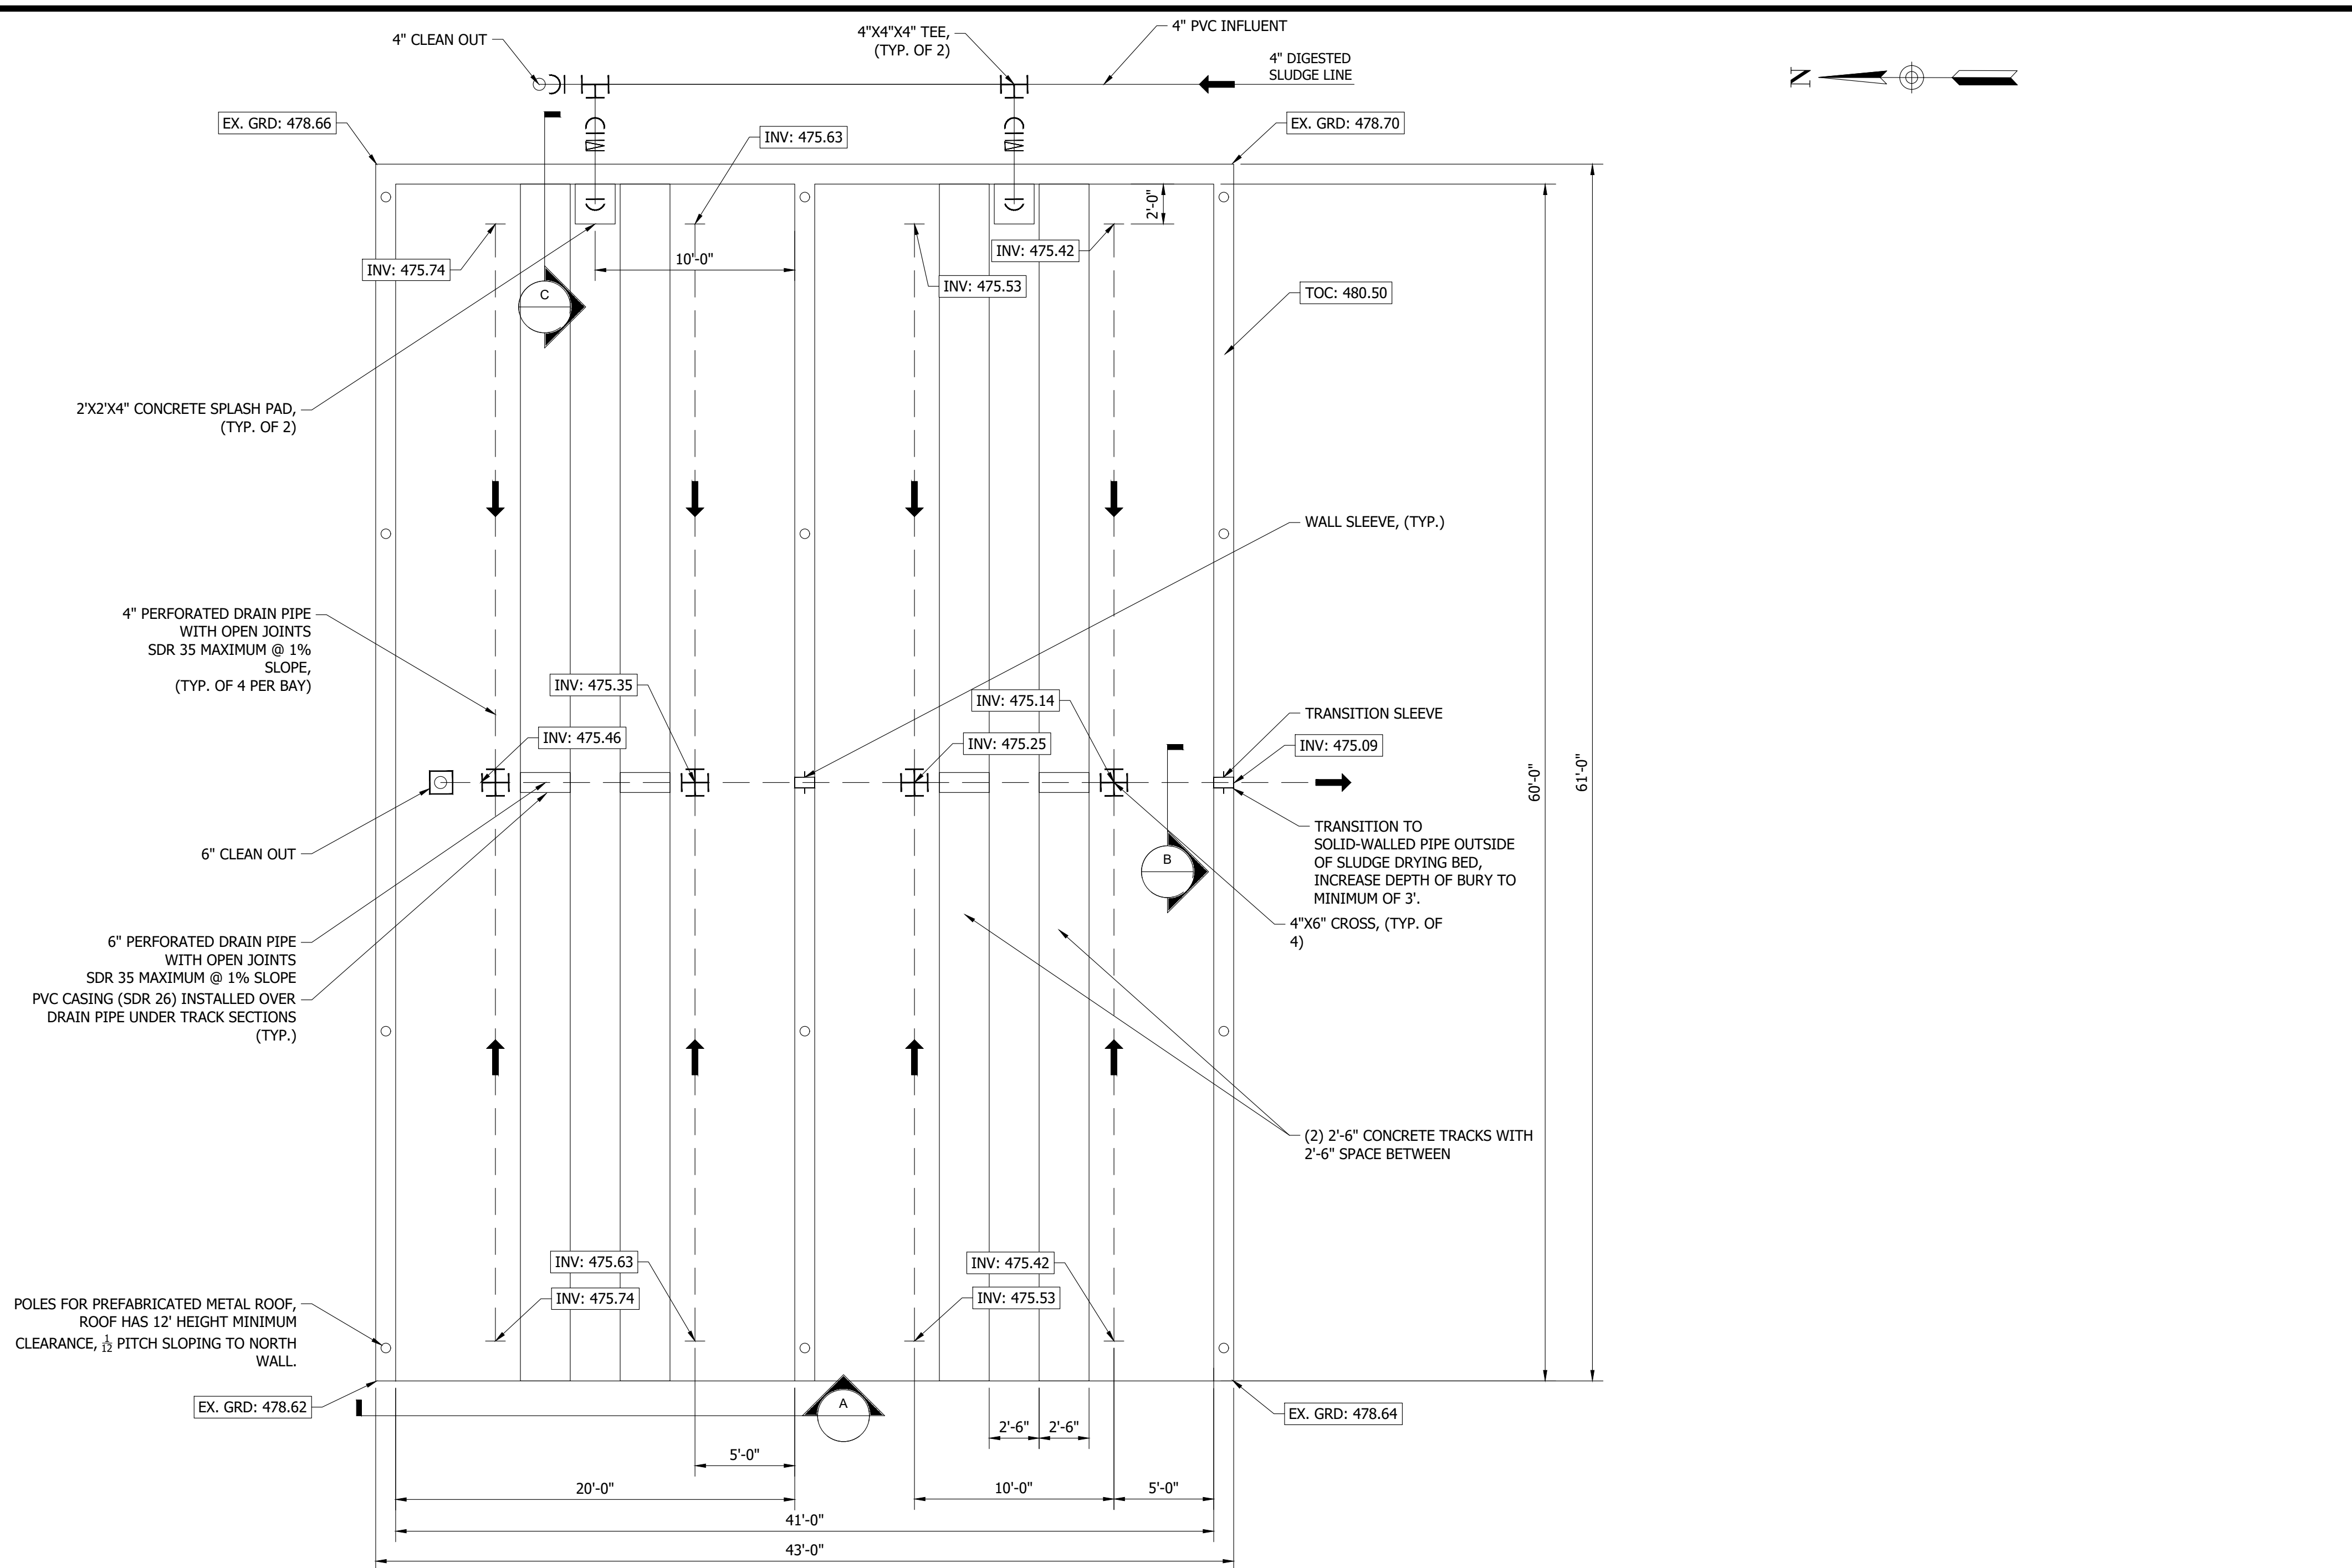 4" CLEAN OUT
4"X4"X4" TEE,
(TYP. OF 2)
4" PVC INFLUENT
4" DIGESTED
SLUDGE LINE
N
EX. GRD: 478.66
INV: 475.63
EX. GRD: 478.70
2'-0"
INV: 475.74
10'-0"
INV: 475.42
INV: 475.53
C
TOC: 480.50
2'X2'X4" CONCRETE SPLASH PAD,
(TYP. OF 2)
WALL SLEEVE, (TYP.)
4" PERFORATED DRAIN PIPE
WITH OPEN JOINTS
SDR 35 MAXIMUM @ 1%
SLOPE,
(TYP. OF 4 PER BAY)
INV: 475.35
INV: 475.14
INV: 475.46
INV: 475.25
TRANSITION SLEEVE
INV: 475.09
60'-0"
61'-0"
6" CLEAN OUT
B
TRANSITION TO
SOLID-WALLED PIPE OUTSIDE
OF SLUDGE DRYING BED,
INCREASE DEPTH OF BURY TO
MINIMUM OF 3'.
4"X6" CROSS, (TYP. OF
4)
6" PERFORATED DRAIN PIPE
WITH OPEN JOINTS
SDR 35 MAXIMUM @ 1% SLOPE
PVC CASING (SDR 26) INSTALLED OVER
DRAIN PIPE UNDER TRACK SECTIONS
(TYP.)
(2) 2'-6" CONCRETE TRACKS WITH
2'-6" SPACE BETWEEN
INV: 475.63
INV: 475.42
INV: 475.74
INV: 475.53
POLES FOR PREFABRICATED METAL ROOF,
ROOF HAS 12' HEIGHT MINIMUM
CLEARANCE, 1/12 PITCH SLOPING TO NORTH
WALL.
EX. GRD: 478.62
A
EX. GRD: 478.64
2'-6" 2'-6"
5'-0"
20'-0"
10'-0"
5'-0"
41'-0"
43'-0"